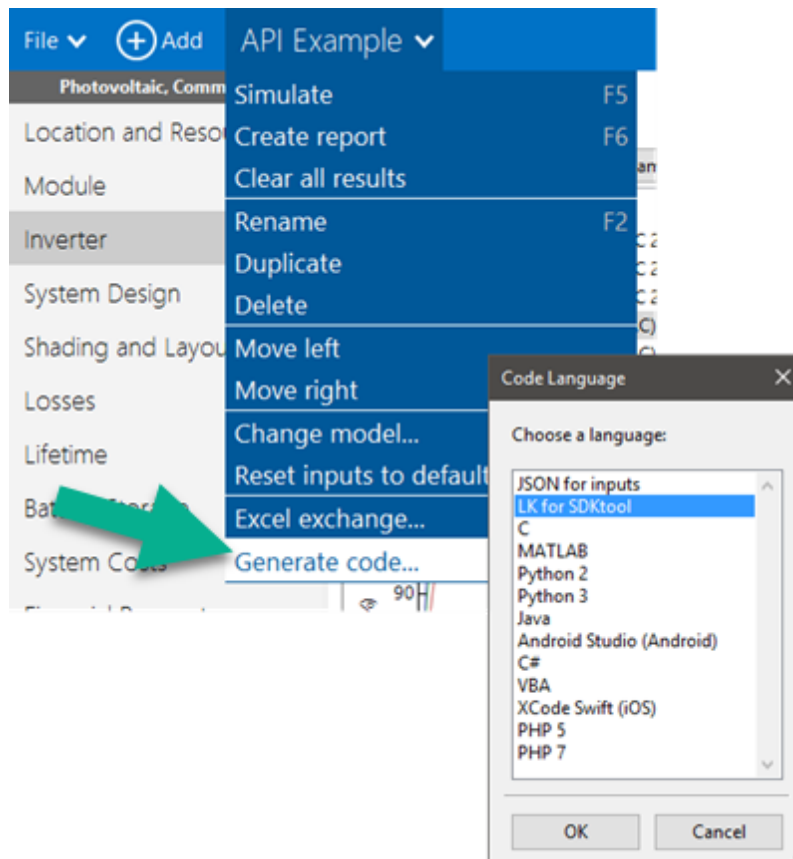 File Add API Example
Photovoltaic, Comm
Simulate F5
Location and Reso
Create report F6
Module
Clear all results
Inverter
Rename F2
Duplicate
System Design
Delete
Shading and Layou
Move left
Move right
Losses
Change model...
Lifetime
Reset inputs to default
Excel exchange...
System Costs
Generate code...
90
Code Language
Choose a language:
JSON for inputs
LK for SDKtool
C
MATLAB
Python 2
Python 3
Java
Android Studio (Android)
C#
VBA
XCode Swift (iOS)
PHP 5
PHP 7
OK Cancel